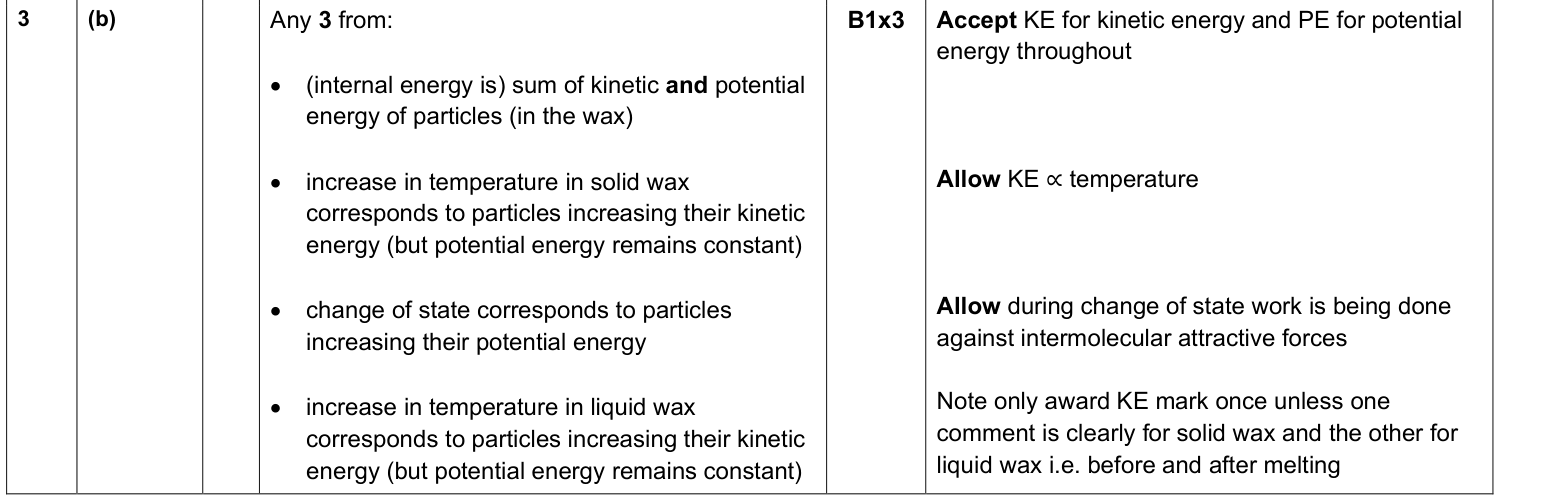 3 (b) Any 3 from: B1x3 Accept KE for kinetic energy and PE for potential
energy throughout
• (internal energy is) sum of kinetic and potential
energy of particles (in the wax)
• increase in temperature in solid wax
corresponds to particles increasing their kinetic
energy (but potential energy remains constant)
Allow KE ∝ temperature
• change of state corresponds to particles
increasing their potential energy
Allow during change of state work is being done
against intermolecular attractive forces
• increase in temperature in liquid wax
corresponds to particles increasing their kinetic
energy (but potential energy remains constant)
Note only award KE mark once unless one
comment is clearly for solid wax and the other for
liquid wax i.e. before and after melting